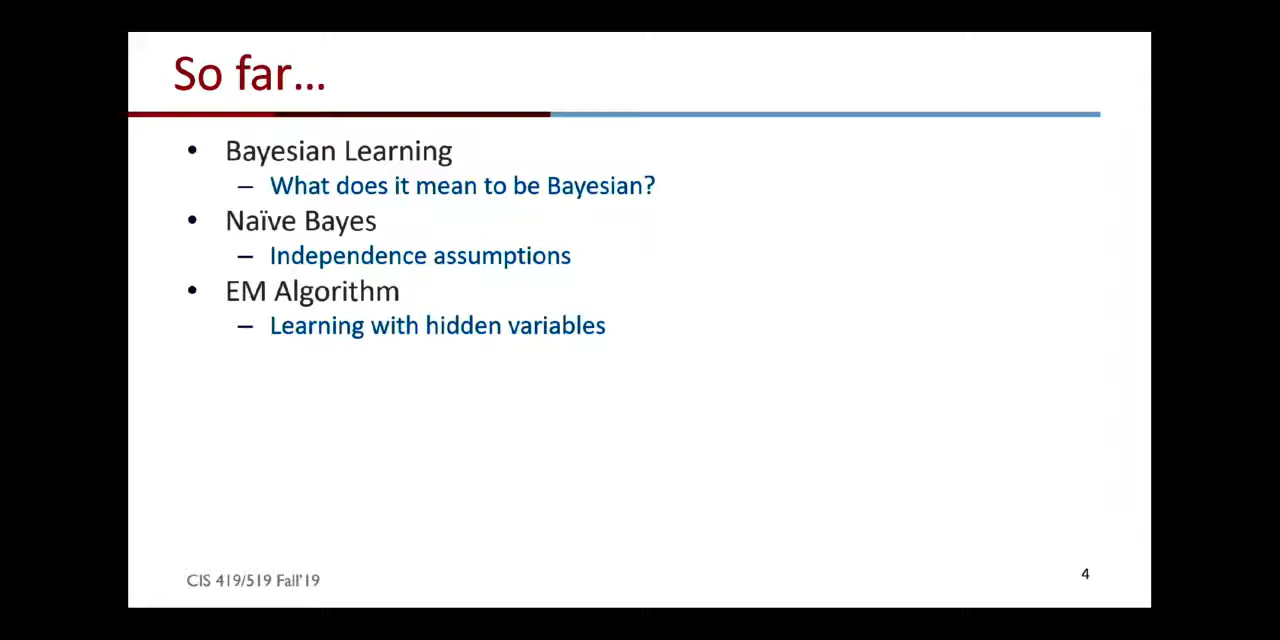 So far...
• Bayesian Learning
– What does it mean to be Bayesian?
• Naïve Bayes
– Independence assumptions
• EM Algorithm
– Learning with hidden variables
CIS 419/519 Fall'19
4